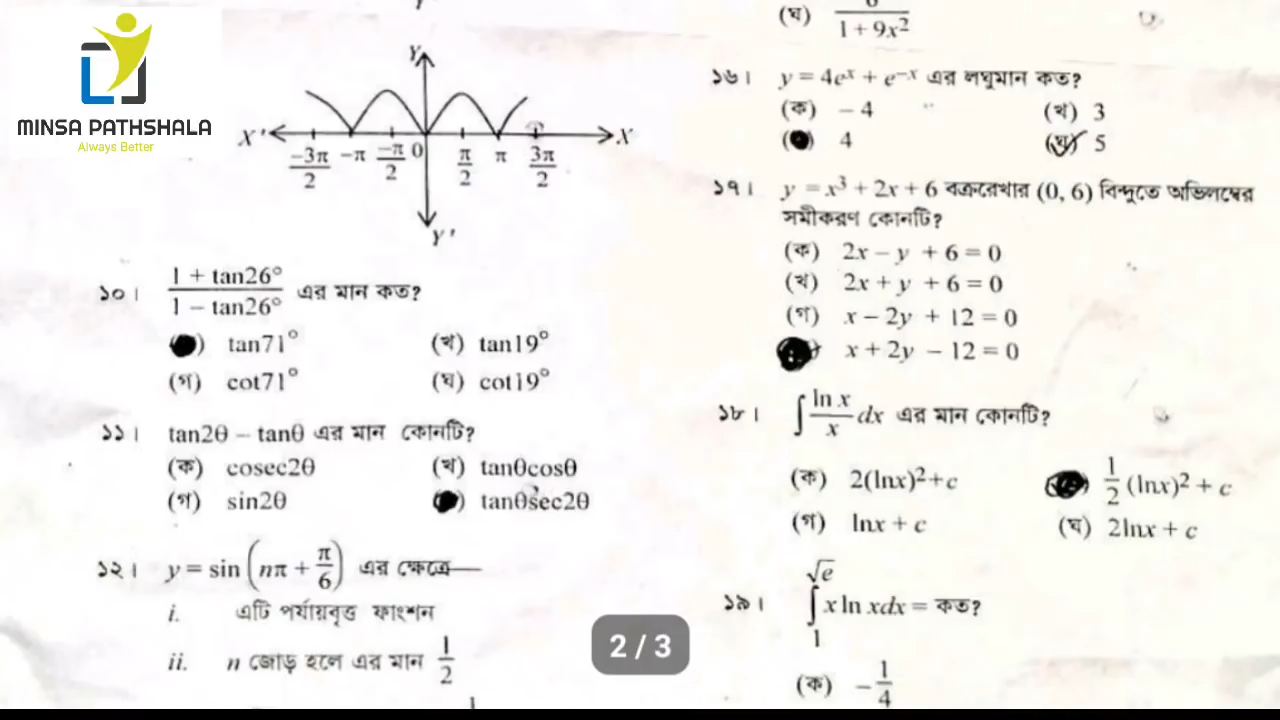 MINSA PATHSHALA
Always Better
Y
X' X
-3π/2 -π -π/2 0 π/2 π 3π/2
Y'
১০। (1 + tan26°)/(1 − tan26°) এর মান কত?
) tan71° (খ) tan19°
(গ) cot71° (ঘ) cot19°
১১। tan2θ − tanθ এর মান কোনটি?
(ক) cosec2θ (খ) tanθcosθ
(গ) sin2θ tanθsec2θ
১২। y = sin(nπ + π/6) এর ক্ষেত্রে—
i. এটি পর্যায়বৃত্ত ফাংশন
ii. n জোড় হলে এর মান 1/2
(ঘ) 6/(1 + 9x²)
১৬। y = 4eˣ + e⁻ˣ এর লঘুমান কত?
(ক) − 4 (খ) 3
4 (ঘ) 5
১৭। y = x³ + 2x + 6 বক্ররেখার (0, 6) বিন্দুতে অভিলম্বের
সমীকরণ কোনটি?
(ক) 2x − y + 6 = 0
(খ) 2x + y + 6 = 0
(গ) x − 2y + 12 = 0
x + 2y − 12 = 0
১৮। ∫ ln x/x dx এর মান কোনটি?
(ক) 2(lnx)²+c ) 1/2 (lnx)² + c
(গ) lnx + c (ঘ) 2lnx + c
১৯। ∫₁^√e x ln xdx = কত?
(ক) −1/4
2 / 3